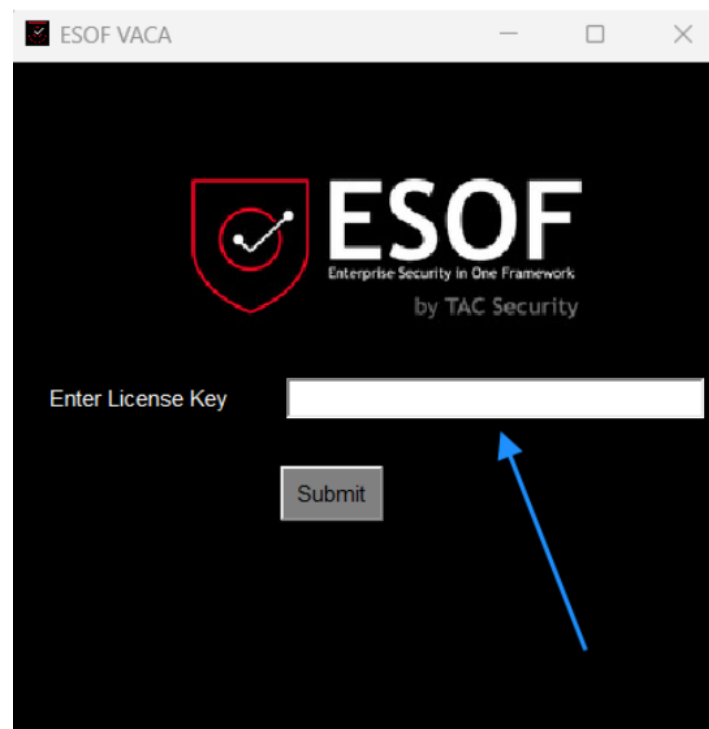 ESOF VACA
ESOF
Enterprise Security in One Framework
by TAC Security
Enter License Key
Submit